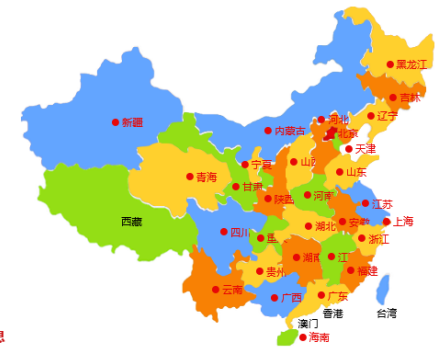 黑龙江
吉林
辽宁
河北
北京
新疆
内蒙古
天津
宁夏
山西
山东
青海
甘肃
陕西
河南
江苏
西藏
四川
重庆
湖北
安徽
上海
浙江
贵州
湖南
江
福建
云南
广西
广东
香港
澳门
台湾
海南